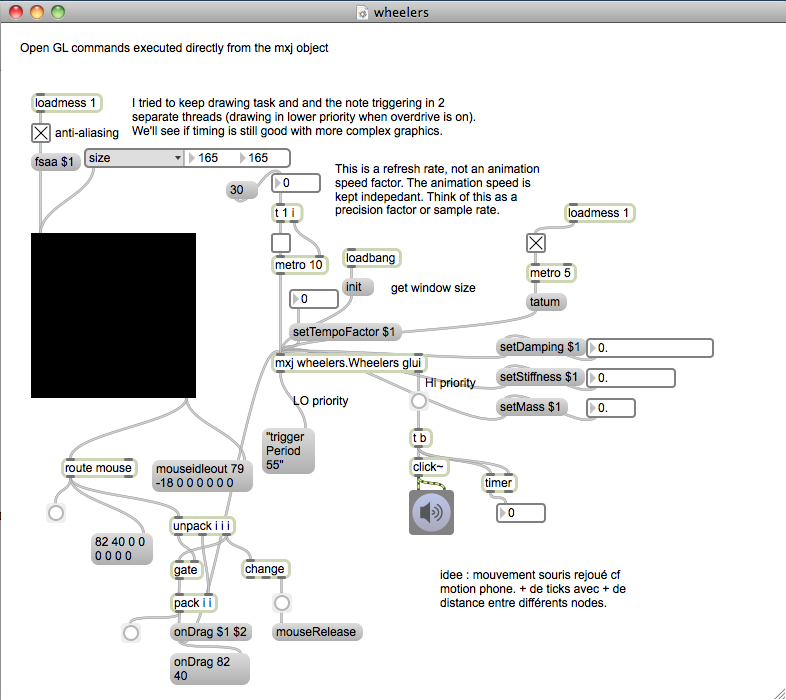 wheelers
Open GL commands executed directly from the mxj object
loadmess 1
I tried to keep drawing task and and the note triggering in 2
separate threads (drawing in lower priority when overdrive is on).
We'll see if timing is still good with more complex graphics.
anti-aliasing
fsaa $1
size
165
165
30
0
This is a refresh rate, not an animation
speed factor. The animation speed is
kept indepedant. Think of this as a
precision factor or sample rate.
t 1 i
loadmess 1
metro 10
loadbang
init
get window size
metro 5
tatum
0
setTempoFactor $1
mxj wheelers.Wheelers glui
setDamping $1
0.
setStiffness $1
0.
setMass $1
0.
Hi priority
LO priority
"trigger
Period
55"
t b
click~
timer
0
route mouse
mouseidleout 79
-18 0 0 0 0 0 0
82 40 0 0
0 0 0 0
unpack i i i
gate
change
pack i i
onDrag $1 $2
mouseRelease
onDrag 82
40
idee : mouvement souris rejoué cf
motion phone. + de ticks avec + de
distance entre différents nodes.